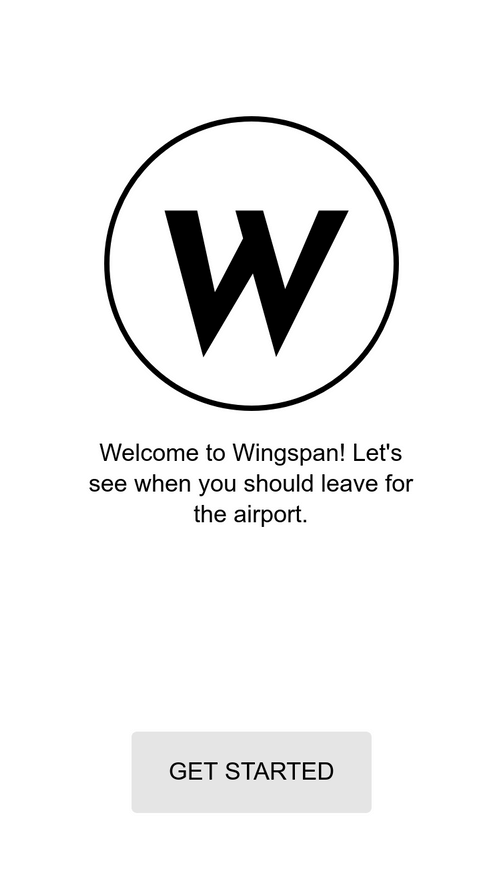 W
Welcome to Wingspan! Let's
see when you should leave for
the airport.
GET STARTED